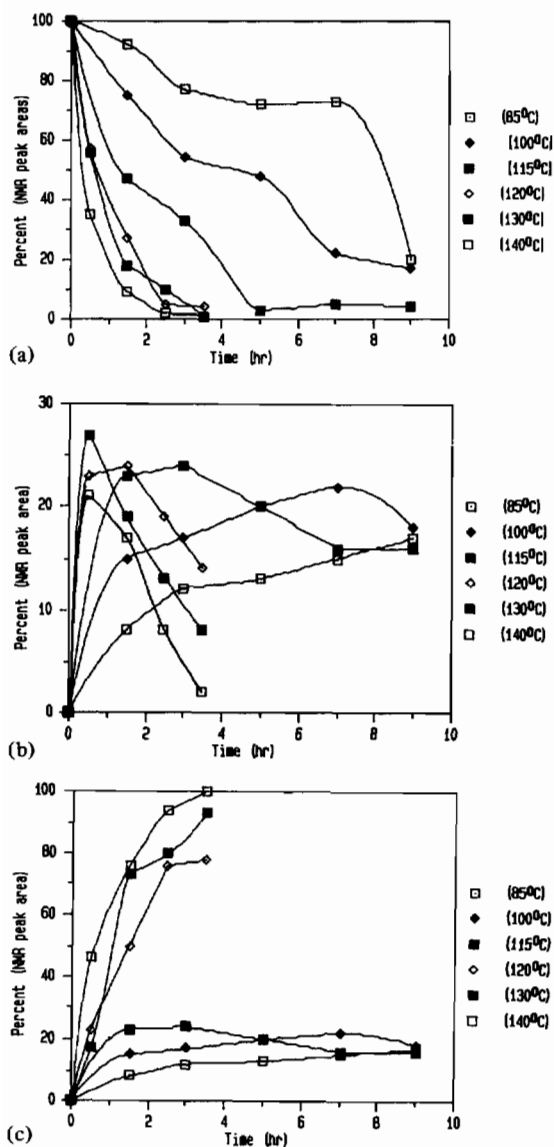 100
80
60
40
20
0
0 2 4 6 8 10
Percent (NMR peak areas)
Time (hr)
(85⁰C)
[100⁰C]
[115⁰C]
(120⁰C)
(130⁰C)
(140⁰C)
(a)
30
20
10
0
0 2 4 6 8 10
Percent (NMR peak area)
Time (hr)
(85⁰C)
(100⁰C)
(115⁰C)
(120⁰C)
(130⁰C)
(140⁰C)
(b)
100
80
60
40
20
0
0 2 4 6 8 10
Percent (NMR peak area)
Time (hr)
(85⁰C)
(100⁰C)
(115⁰C)
(120⁰C)
(130⁰C)
(140⁰C)
(c)